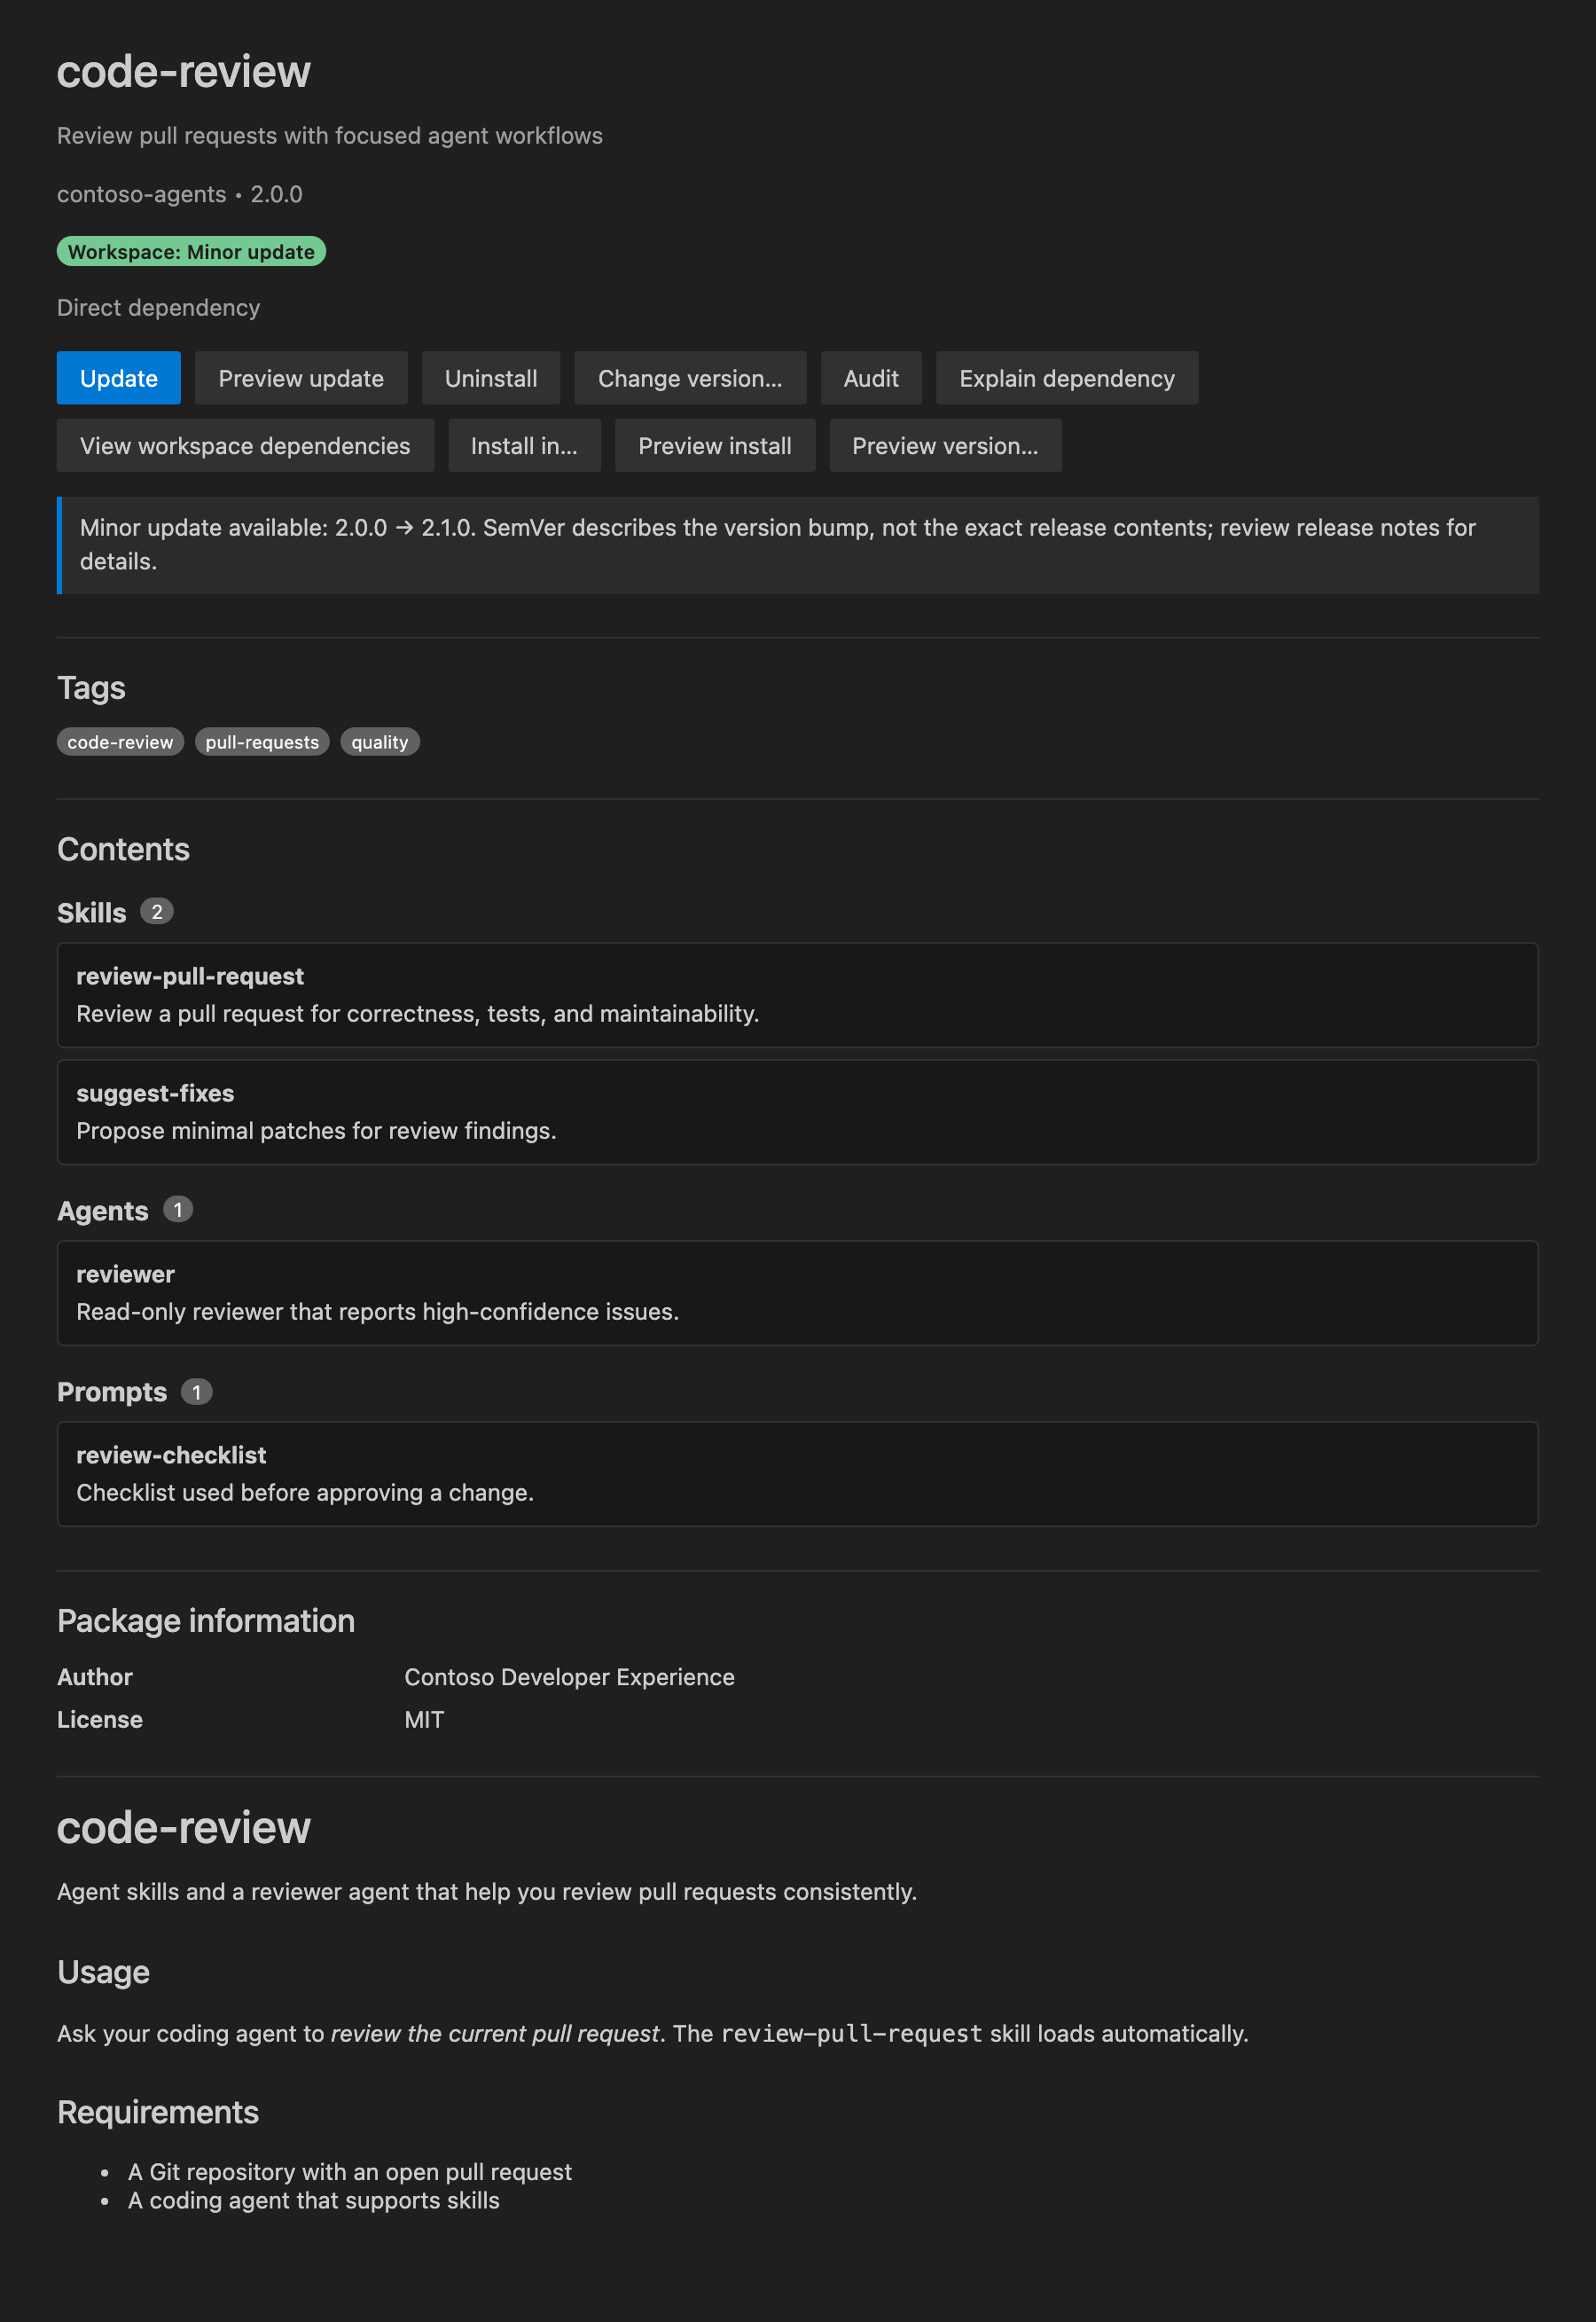 code-review
Review pull requests with focused agent workflows
contoso-agents • 2.0.0
Workspace: Minor update
Direct dependency
Update Preview update Uninstall Change version... Audit Explain dependency
View workspace dependencies Install in... Preview install Preview version...
Minor update available: 2.0.0 → 2.1.0. SemVer describes the version bump, not the exact release contents; review release notes for
details.
Tags
code-review pull-requests quality
Contents
Skills 2
review-pull-request
Review a pull request for correctness, tests, and maintainability.
suggest-fixes
Propose minimal patches for review findings.
Agents 1
reviewer
Read-only reviewer that reports high-confidence issues.
Prompts 1
review-checklist
Checklist used before approving a change.
Package information
Author Contoso Developer Experience
License MIT
code-review
Agent skills and a reviewer agent that help you review pull requests consistently.
Usage
Ask your coding agent to review the current pull request. The review-pull-request skill loads automatically.
Requirements
• A Git repository with an open pull request
• A coding agent that supports skills